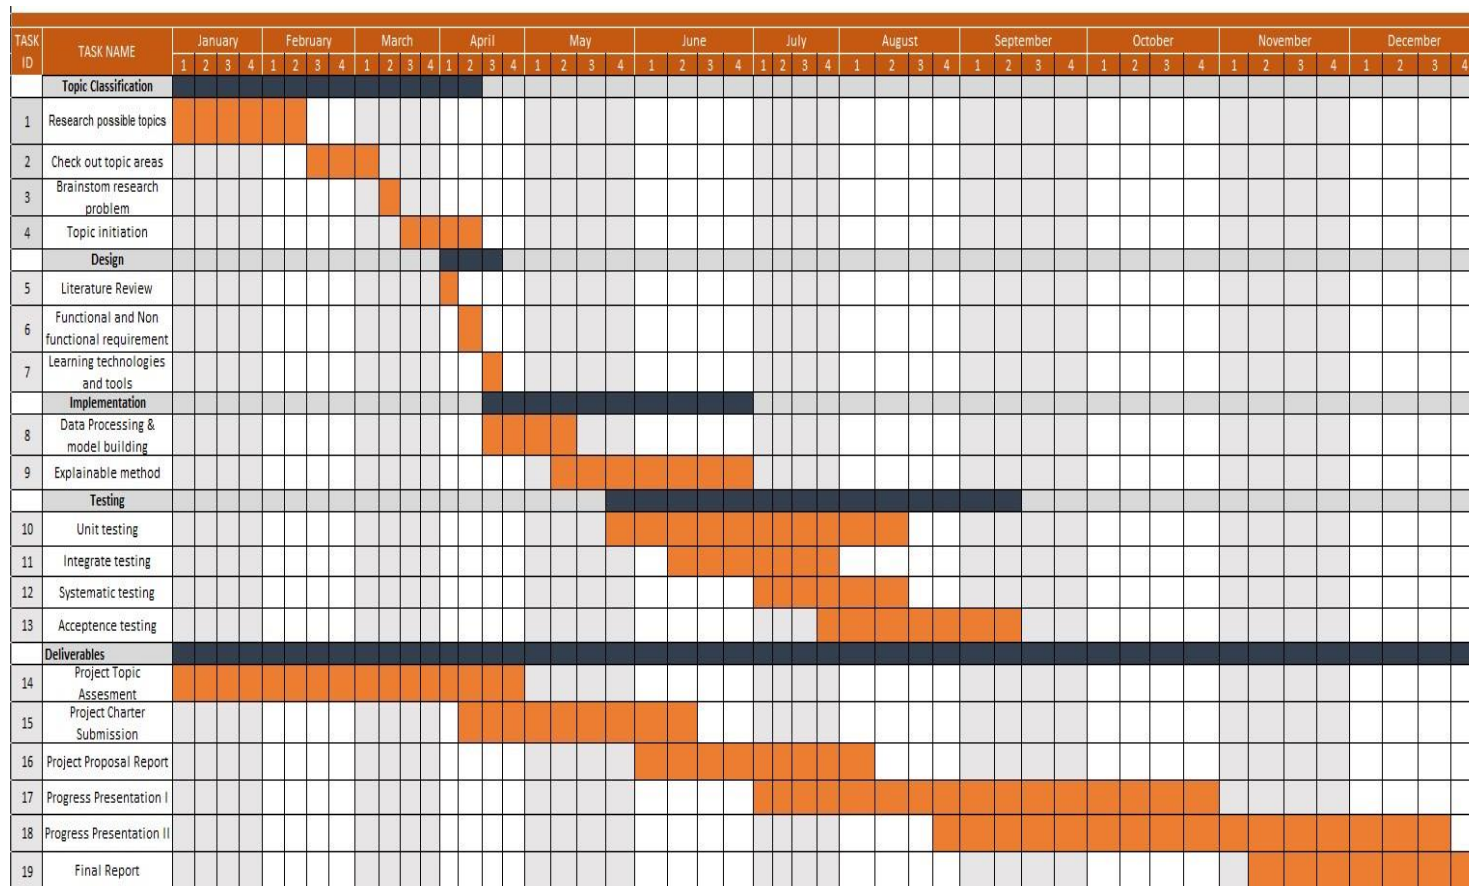 TASK ID TASK NAME January February March April May June July August September October November December
1 2 3 4 1 2 3 4 1 2 3 4 1 2 3 4 1 2 3 4 1 2 3 4 1 2 3 4 1 2 3 4 1 2 3 4 1 2 3 4 1 2 3 4 1 2 3 4
Topic Classification
1 Research possible topics
2 Check out topic areas
3 Brainstom research
problem
4 Topic initiation
Design
5 Literature Review
6 Functional and Non
functional requirement
7 Learning technologies
and tools
Implementation
8 Data Processing &
model building
9 Explainable method
Testing
10 Unit testing
11 Integrate testing
12 Systematic testing
13 Acceptence testing
Deliverables
14 Project Topic
Assesment
15 Project Charter
Submission
16 Project Proposal Report
17 Progress Presentation I
18 Progress Presentation II
19 Final Report